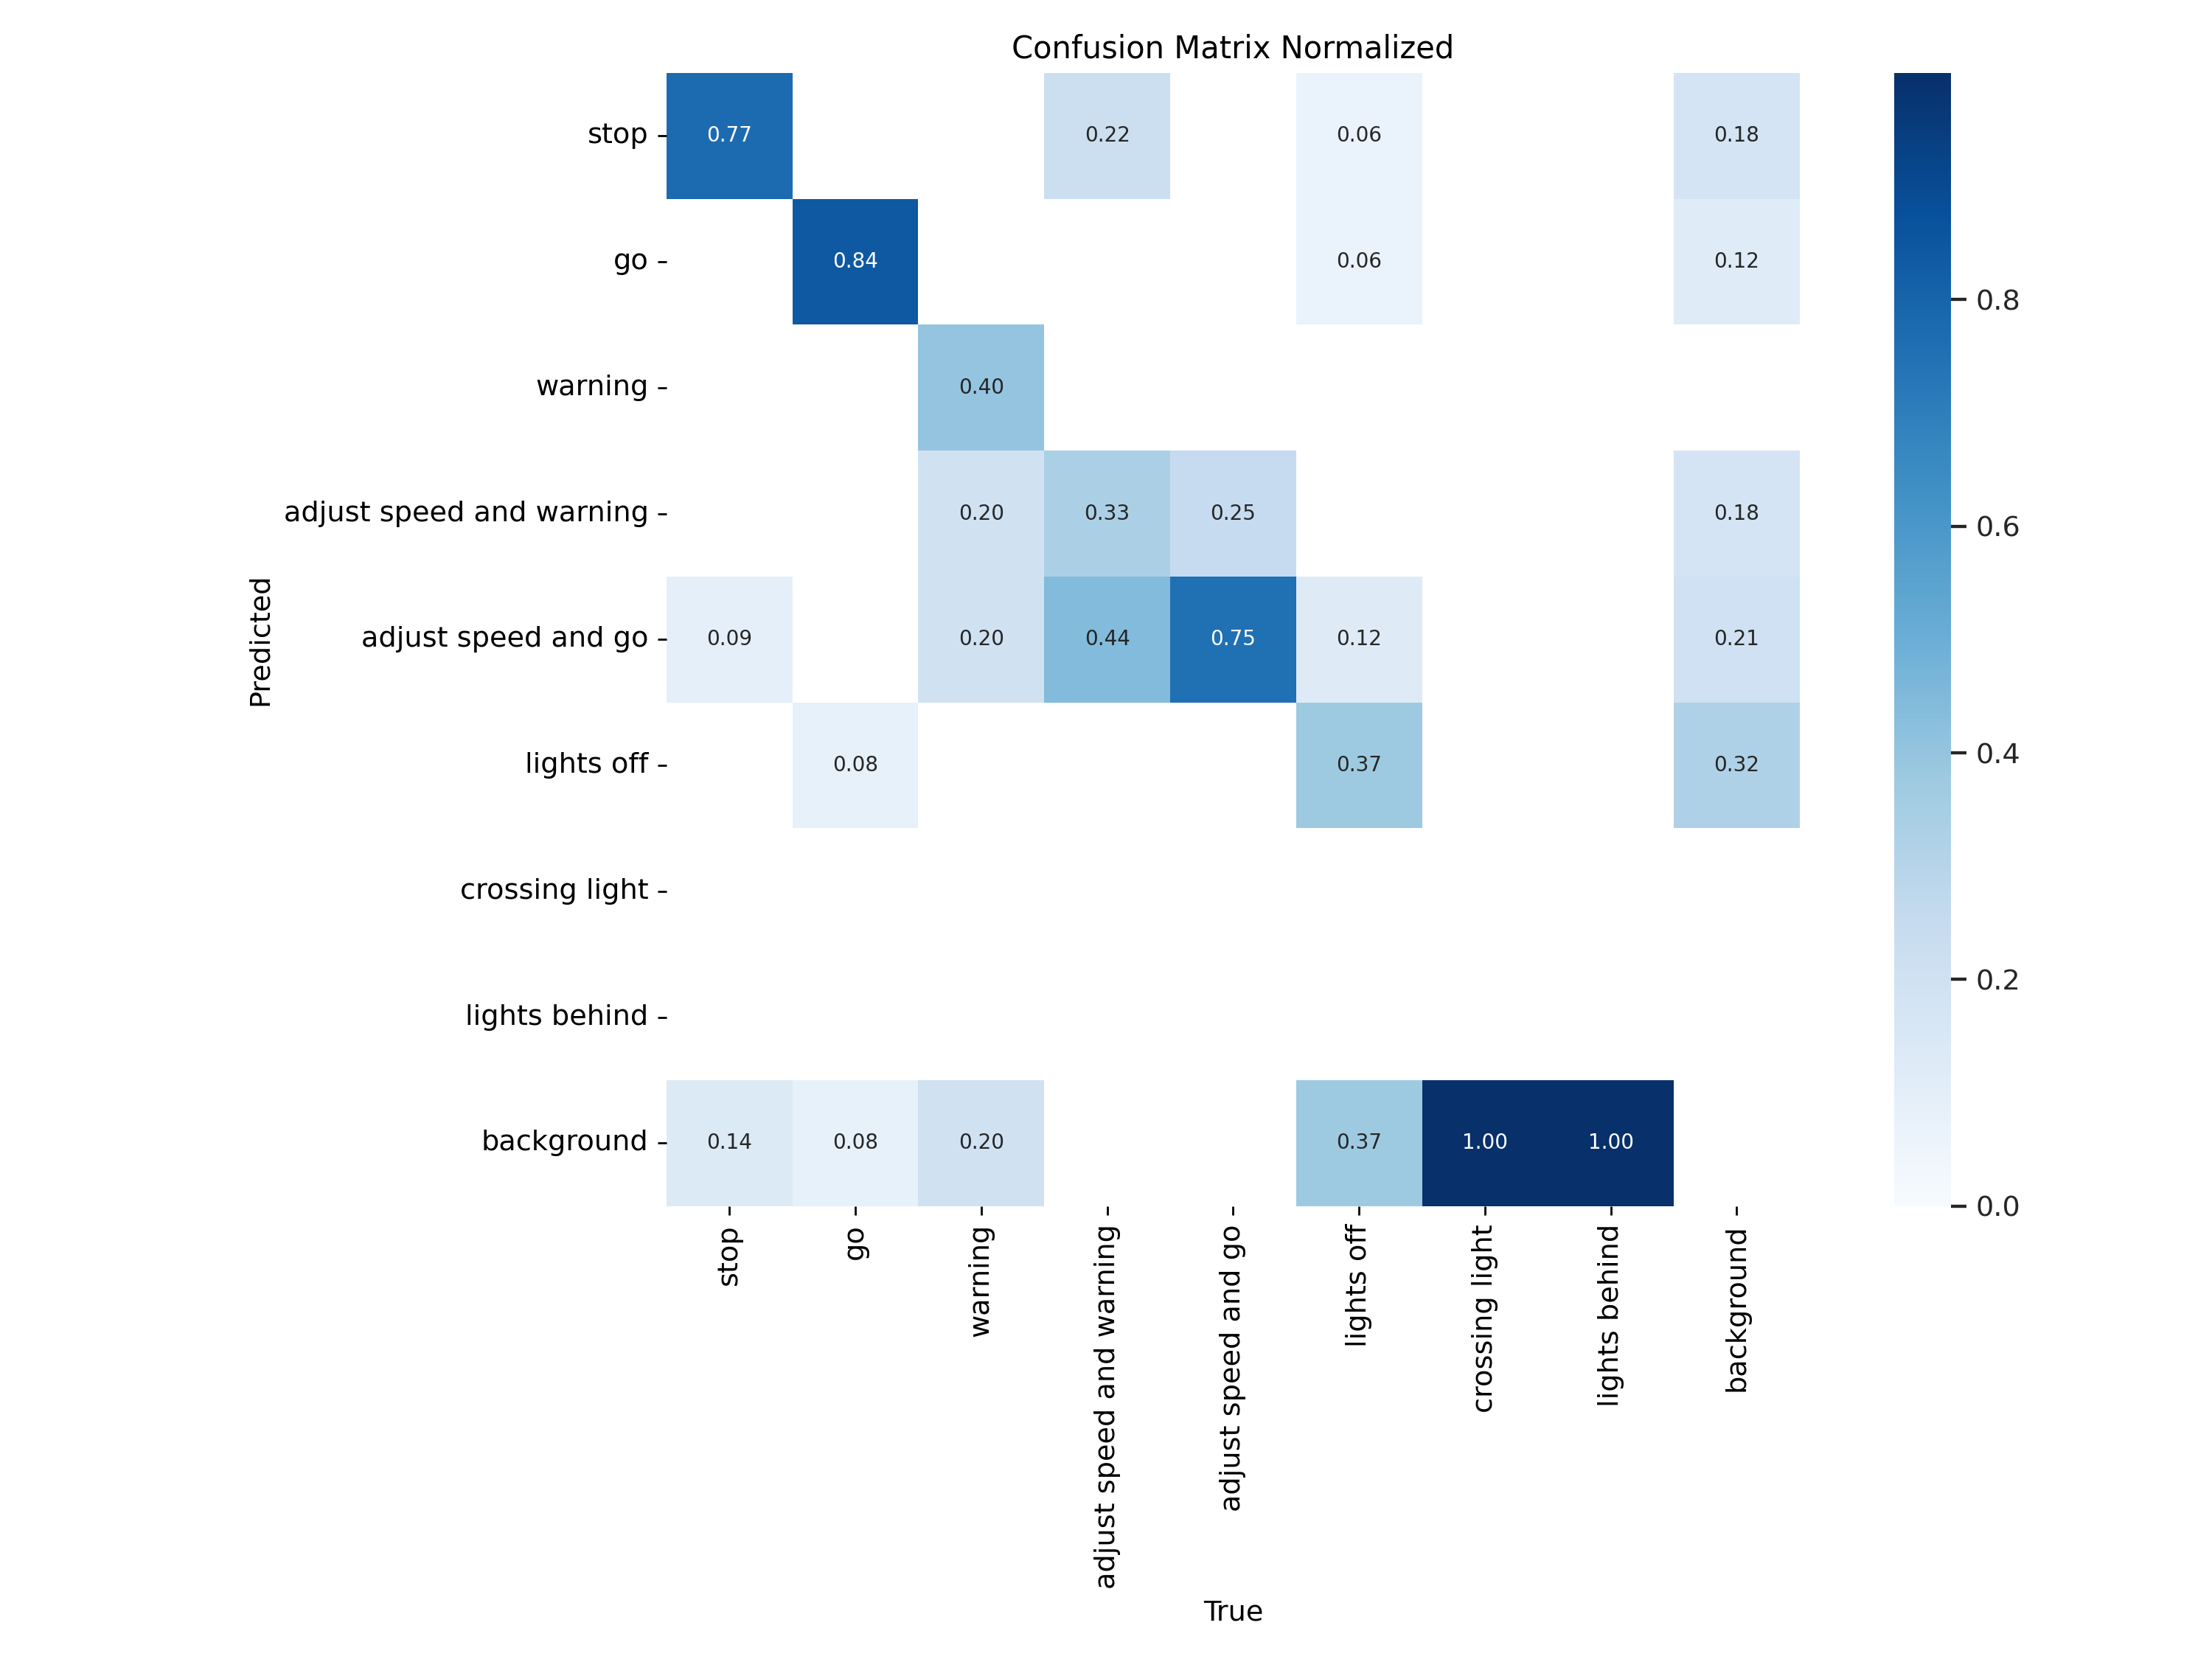 Confusion Matrix Normalized
stop 0.77 0.22 0.06 0.18
go 0.84 0.06 0.12
0.8
warning 0.40
adjust speed and warning 0.20 0.33 0.25 0.18
0.6
Predicted
adjust speed and go 0.09 0.20 0.44 0.75 0.12 0.21
lights off 0.08 0.37 0.32
0.4
crossing light
0.2
lights behind
background 0.14 0.08 0.20 0.37 1.00 1.00
0.0
stop
go
warning
adjust speed and warning
adjust speed and go
lights off
crossing light
lights behind
background
True